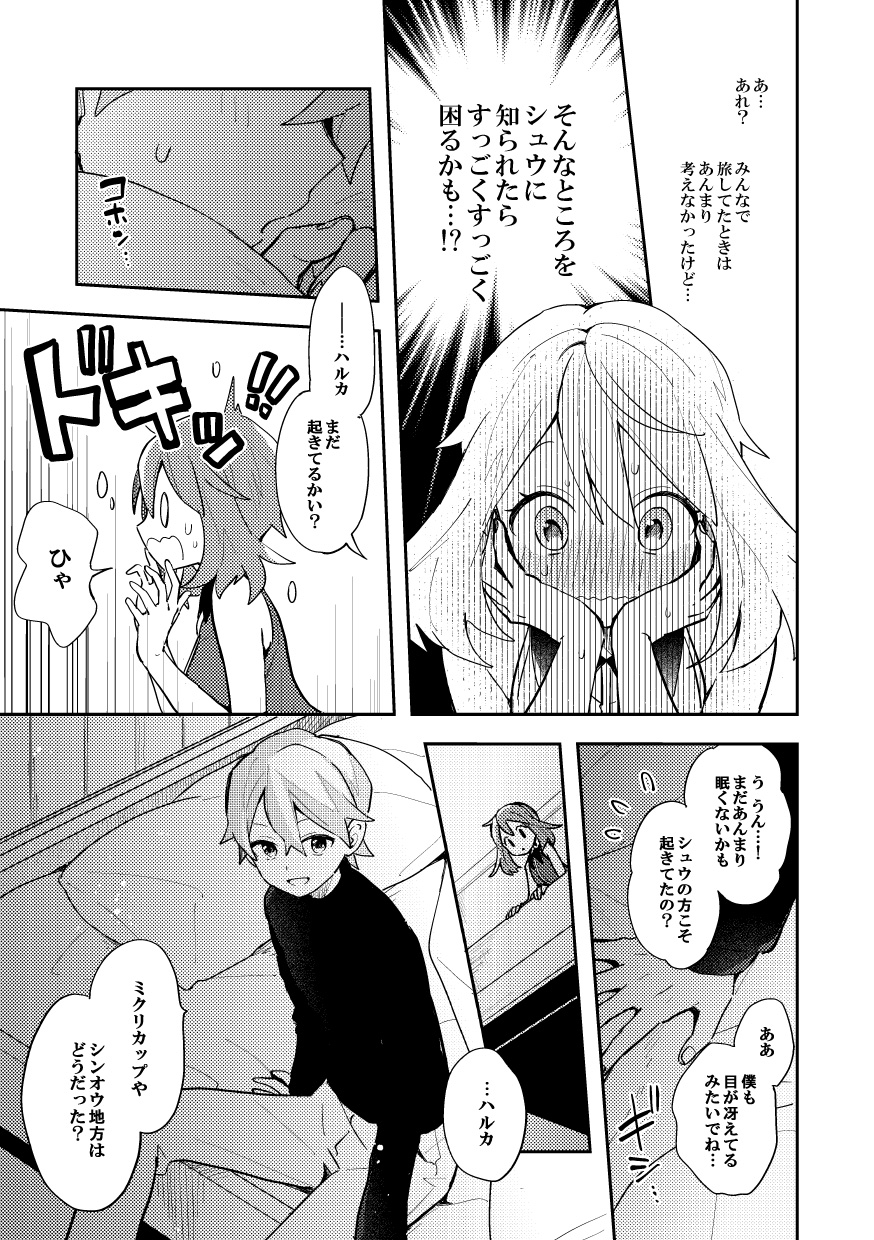 あ…
あれ？
みんなで
旅してたときは
あんまり
考えなかったけど…
そんなところを
シュウに
知られたら
すっごくすっごく
困るかも…!?
コホン…
――…ハルカ
まだ
起きてるかい？
ドキッ!!
ひゃ
う うん…！
まだあんまり
眠くないかも
シュウの方こそ
起きてたの？
ああ
僕も
目が冴えてる
みたいでね…
ギシ
…ハルカ
ミクリカップや
シンオウ地方は
どうだった？